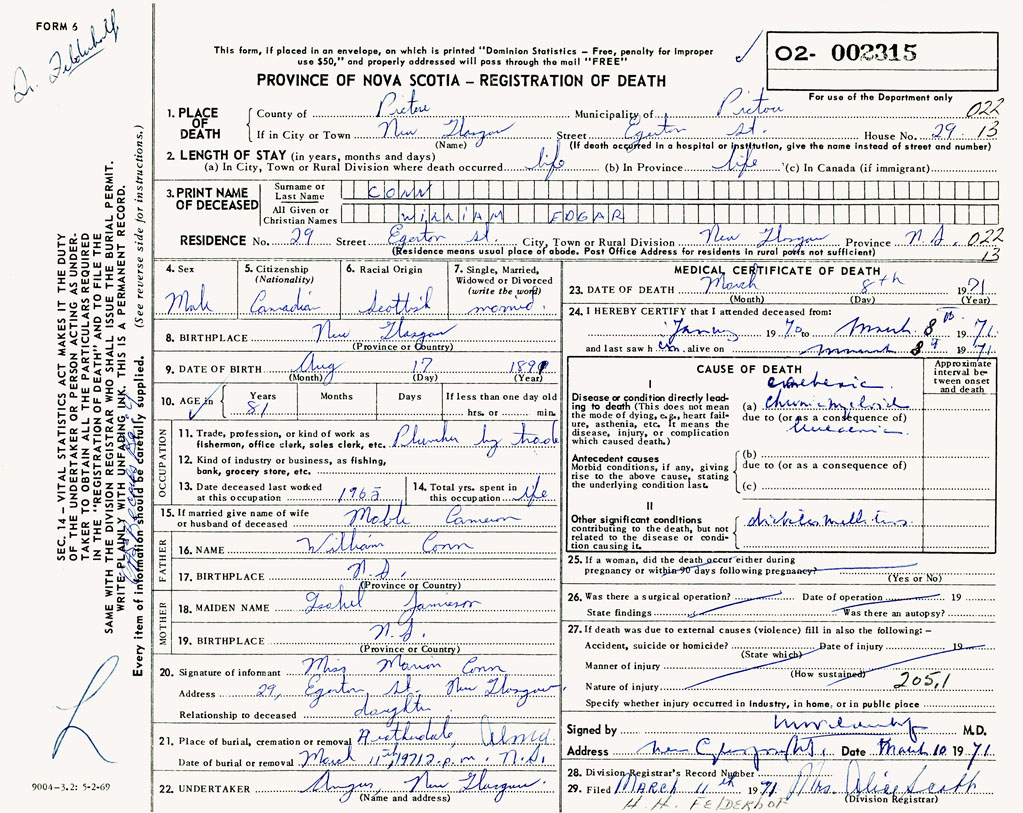 FORM 6
Dr. Felderhof
This form, if placed in an envelope, on which is printed "Dominion Statistics – Free, penalty for improper
use $50," and properly addressed will pass through the mail "FREE"
O2- 002315
PROVINCE OF NOVA SCOTIA – REGISTRATION OF DEATH
For use of the Department only
1. PLACE OF DEATH County of Pictou Municipality of Pictou 022
If in City or Town New Glasgow Street Egerton St. House No. 29 13
(Name) (If death occurred in a hospital or institution, give the name instead of street and number)
2. LENGTH OF STAY (in years, months and days)
(a) In City, Town or Rural Division where death occurred life (b) In Province life (c) In Canada (if immigrant)
3. PRINT NAME OF DECEASED Surname or Last Name CONN
All Given or Christian Names WILLIAM EDGAR
RESIDENCE No. 29 Street Egerton St. City, Town or Rural Division New Glasgow Province N.S. 022
(Residence means usual place of abode. Post Office Address for residents in rural parts not sufficient) 13
4. Sex Male
5. Citizenship (Nationality) Canadian
6. Racial Origin Scottish
7. Single, Married, Widowed or Divorced (write the word) married.
8. BIRTHPLACE New Glasgow
(Province or Country)
9. DATE OF BIRTH Aug 17
(Month) (Day) (Year)
10. AGE in Years Months Days If less than one day old
81 hrs. or min.
OCCUPATION
11. Trade, profession, or kind of work as
fisherman, office clerk, sales clerk, etc. Plumber by trade
12. Kind of industry or business, as fishing,
bank, grocery store, etc.
13. Date deceased last worked
at this occupation
14. Total yrs. spent in
this occupation life
15. If married give name of wife
or husband of deceased Mable Cameron
FATHER
16. NAME William Conn
17. BIRTHPLACE N.S.
(Province or Country)
MOTHER
18. MAIDEN NAME Isabel Jamieson
19. BIRTHPLACE N.S.
(Province or Country)
20. Signature of informant Miss Marion Conn
Address 29, Egerton St. New Glasgow
Relationship to deceased daughter
21. Place of burial, cremation or removal Heatherdale, Alma
Date of burial or removal March 11th, 1971 2.p.m. N.S.
22. UNDERTAKER Angus, New Glasgow
(Name and address)
MEDICAL CERTIFICATE OF DEATH
23. DATE OF DEATH March 8th 1971
(Month) (Day) (Year)
24. I HEREBY CERTIFY that I attended deceased from:
1970 to March 8th 1971
and last saw him alive on March 8th 1971
CAUSE OF DEATH
Approximate interval between onset and death
I
Disease or condition directly leading to death (This does not mean the mode of dying, e.g., heart failure, asthenia, etc. It means the disease, injury, or complication which caused death.)
(a) chronic myeloid
due to (or as a consequence of)
leucaemia.
Antecedent causes
Morbid conditions, if any, giving rise to the above cause, stating the underlying condition last.
(b)
due to (or as a consequence of)
(c)
II
Other significant conditions
contributing to the death, but not related to the disease or condition causing it. diabetes mellitus
25. If a woman, did the death occur either during
pregnancy or within 90 days following pregnancy?
(Yes or No)
26. Was there a surgical operation? Date of operation 19
State findings Was there an autopsy?
27. If death was due to external causes (violence) fill in also the following: –
Accident, suicide or homicide? Date of injury 19
(State which)
Manner of injury
(How sustained)
Nature of injury 205,1
Specify whether injury occurred in Industry, in home, or in public place
Signed by M.D.
Address Date March 10 1971
28. Division Registrar's Record Number
29. Filed March 11th 1971 Mrs. Alice Scott
(Division Registrar)
H. H. FELDERHOF
SEC. 14 – VITAL STATISTICS ACT MAKES IT THE DUTY
OF THE UNDERTAKER OR PERSON ACTING AS UNDER-
TAKER TO OBTAIN ALL THE PARTICULARS REQUIRED
IN THE "REGISTRATION OF DEATH" AND TO FILE THE
SAME WITH THE DIVISION REGISTRAR WHO SHALL ISSUE THE BURIAL PERMIT.
WRITE PLAINLY WITH UNFADING INK. THIS IS A PERMANENT RECORD.
Every item of information should be carefully supplied. (See reverse side for instructions.)
9004-3.2: 5-2-69